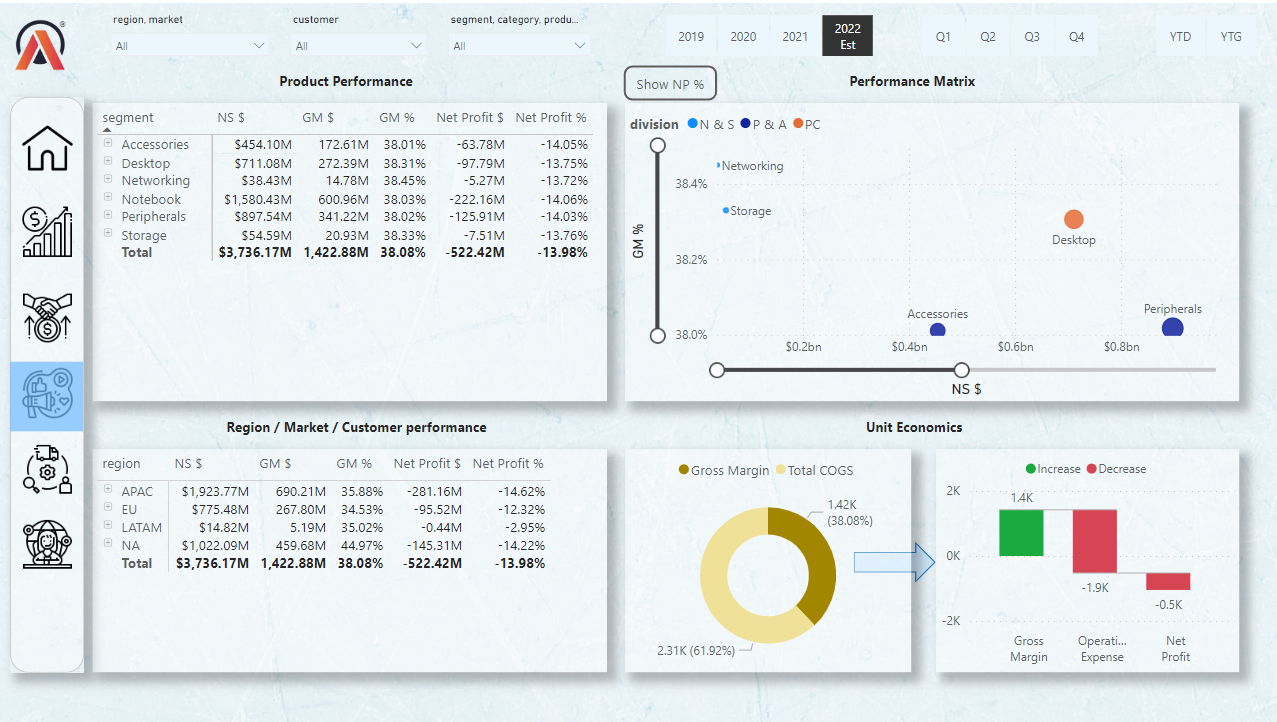 region, market
customer
segment, category, produ...
All
All
All
2019 2020 2021 2022 Est
Q1 Q2 Q3 Q4
YTD YTG
Product Performance
segment NS $ GM $ GM % Net Profit $ Net Profit %
Accessories $454.10M 172.61M 38.01% -63.78M -14.05%
Desktop $711.08M 272.39M 38.31% -97.79M -13.75%
Networking $38.43M 14.78M 38.45% -5.27M -13.72%
Notebook $1,580.43M 600.96M 38.03% -222.16M -14.06%
Peripherals $897.54M 341.22M 38.02% -125.91M -14.03%
Storage $54.59M 20.93M 38.33% -7.51M -13.76%
Total $3,736.17M 1,422.88M 38.08% -522.42M -13.98%
Show NP %
Performance Matrix
division N & S P & A PC
Networking
38.4%
Storage
Desktop
GM %
38.2%
Peripherals
Accessories
38.0%
$0.2bn $0.4bn $0.6bn $0.8bn
NS $
Region / Market / Customer performance
region NS $ GM $ GM % Net Profit $ Net Profit %
APAC $1,923.77M 690.21M 35.88% -281.16M -14.62%
EU $775.48M 267.80M 34.53% -95.52M -12.32%
LATAM $14.82M 5.19M 35.02% -0.44M -2.95%
NA $1,022.09M 459.68M 44.97% -145.31M -14.22%
Total $3,736.17M 1,422.88M 38.08% -522.42M -13.98%
Unit Economics
Gross Margin Total COGS
1.42K
(38.08%)
2.31K (61.92%)
Increase Decrease
2K
1.4K
0K
-1.9K
-0.5K
-2K
Gross Margin
Operati... Expense
Net Profit